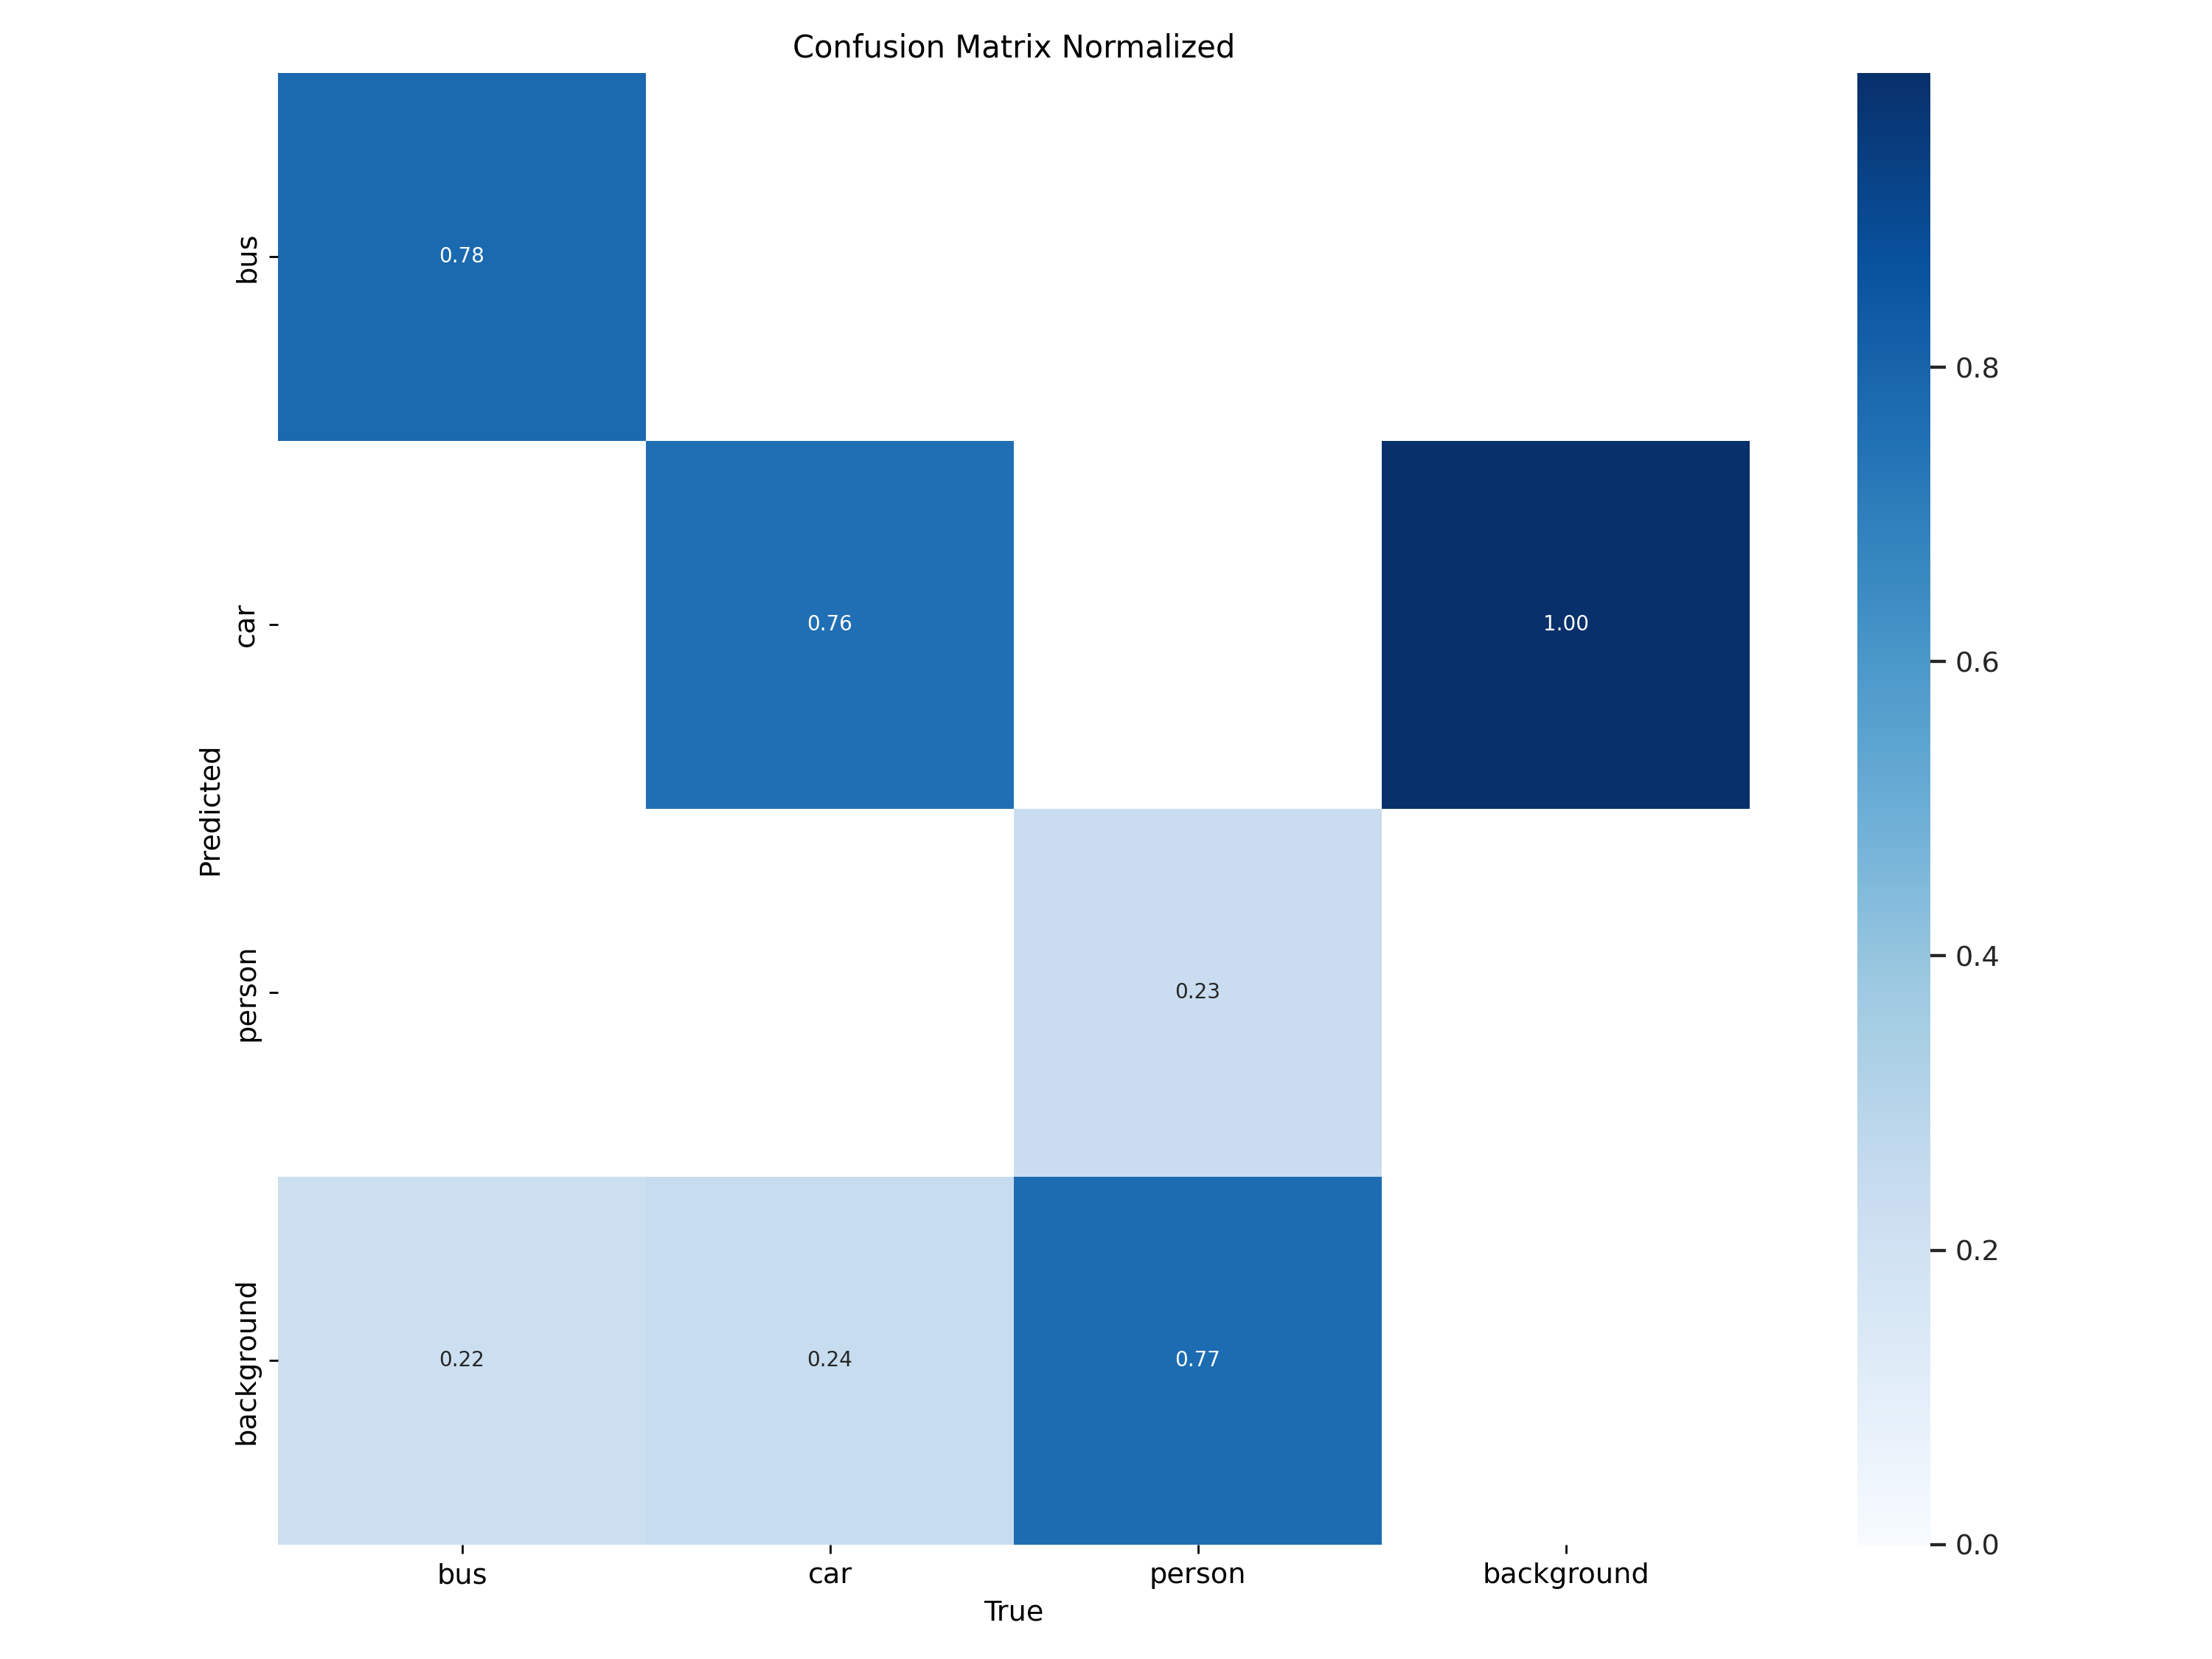 Confusion Matrix Normalized
bus
0.78
car
0.76
1.00
person
0.23
background
0.22
0.24
0.77
Predicted
bus
car
person
background
True
0.8
0.6
0.4
0.2
0.0